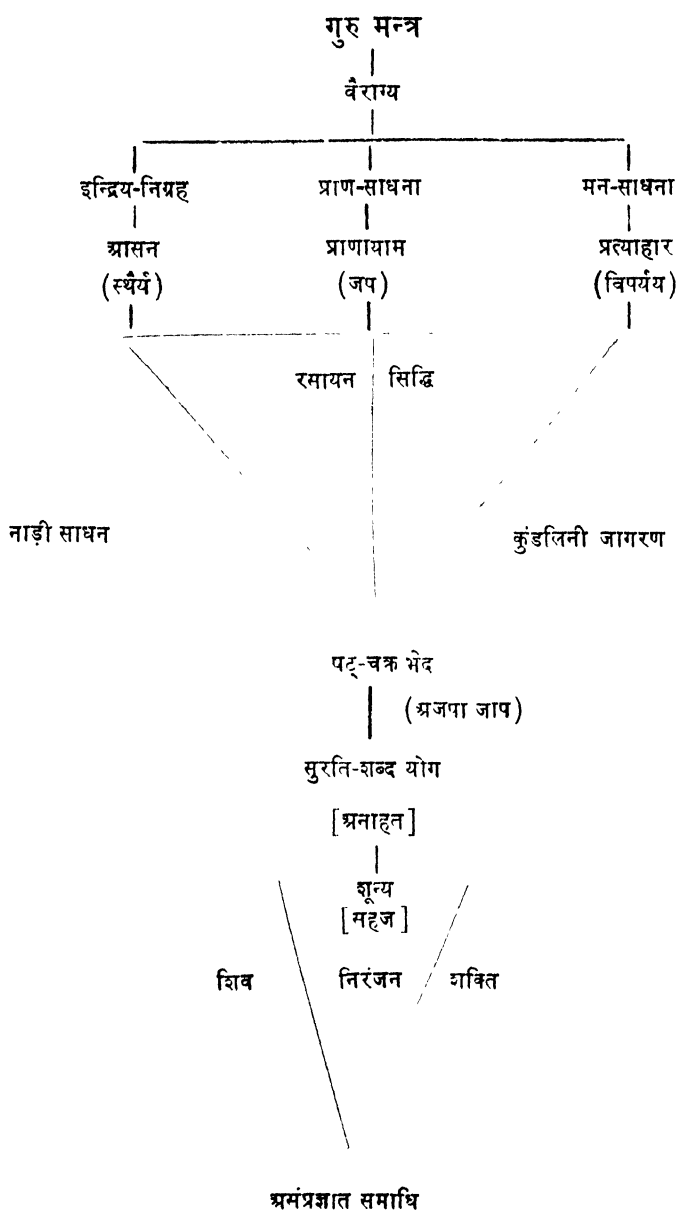 गुरु मन्त्र
वैराग्य
इन्द्रिय-निग्रह प्राण-साधना मन-साधना
आसन प्राणायाम प्रत्याहार
(स्थैर्य) (जप) (विपर्यय)
रसायन सिद्धि
नाड़ी साधन कुंडलिनी जागरण
षट्-चक्र भेद
(अजपा जाप)
सुरति-शब्द योग
[अनाहत]
शून्य
[सहज]
शिव निरंजन शक्ति
असंप्रज्ञात समाधि